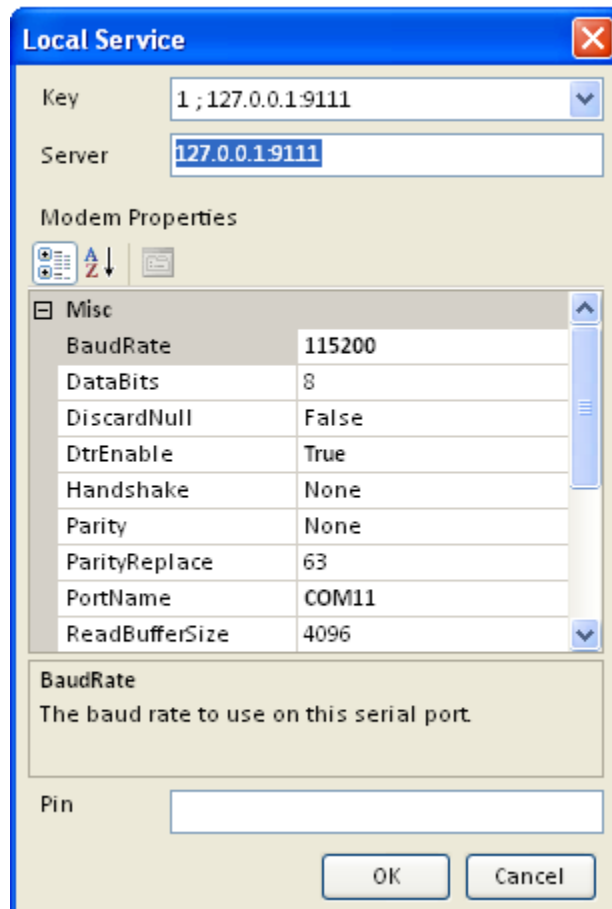 Local Service
Key 1 ; 127.0.0.1:9111
Server 127.0.0.1:9111
Modem Properties
A
Z
Misc
BaudRate 115200
DataBits 8
DiscardNull False
DtrEnable True
Handshake None
Parity None
ParityReplace 63
PortName COM11
ReadBufferSize 4096
BaudRate
The baud rate to use on this serial port.
Pin
OK Cancel